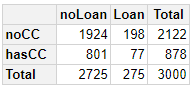 noLoan Loan Total
noCC 1924 198 2122
hasCC 801 77 878
Total 2725 275 3000